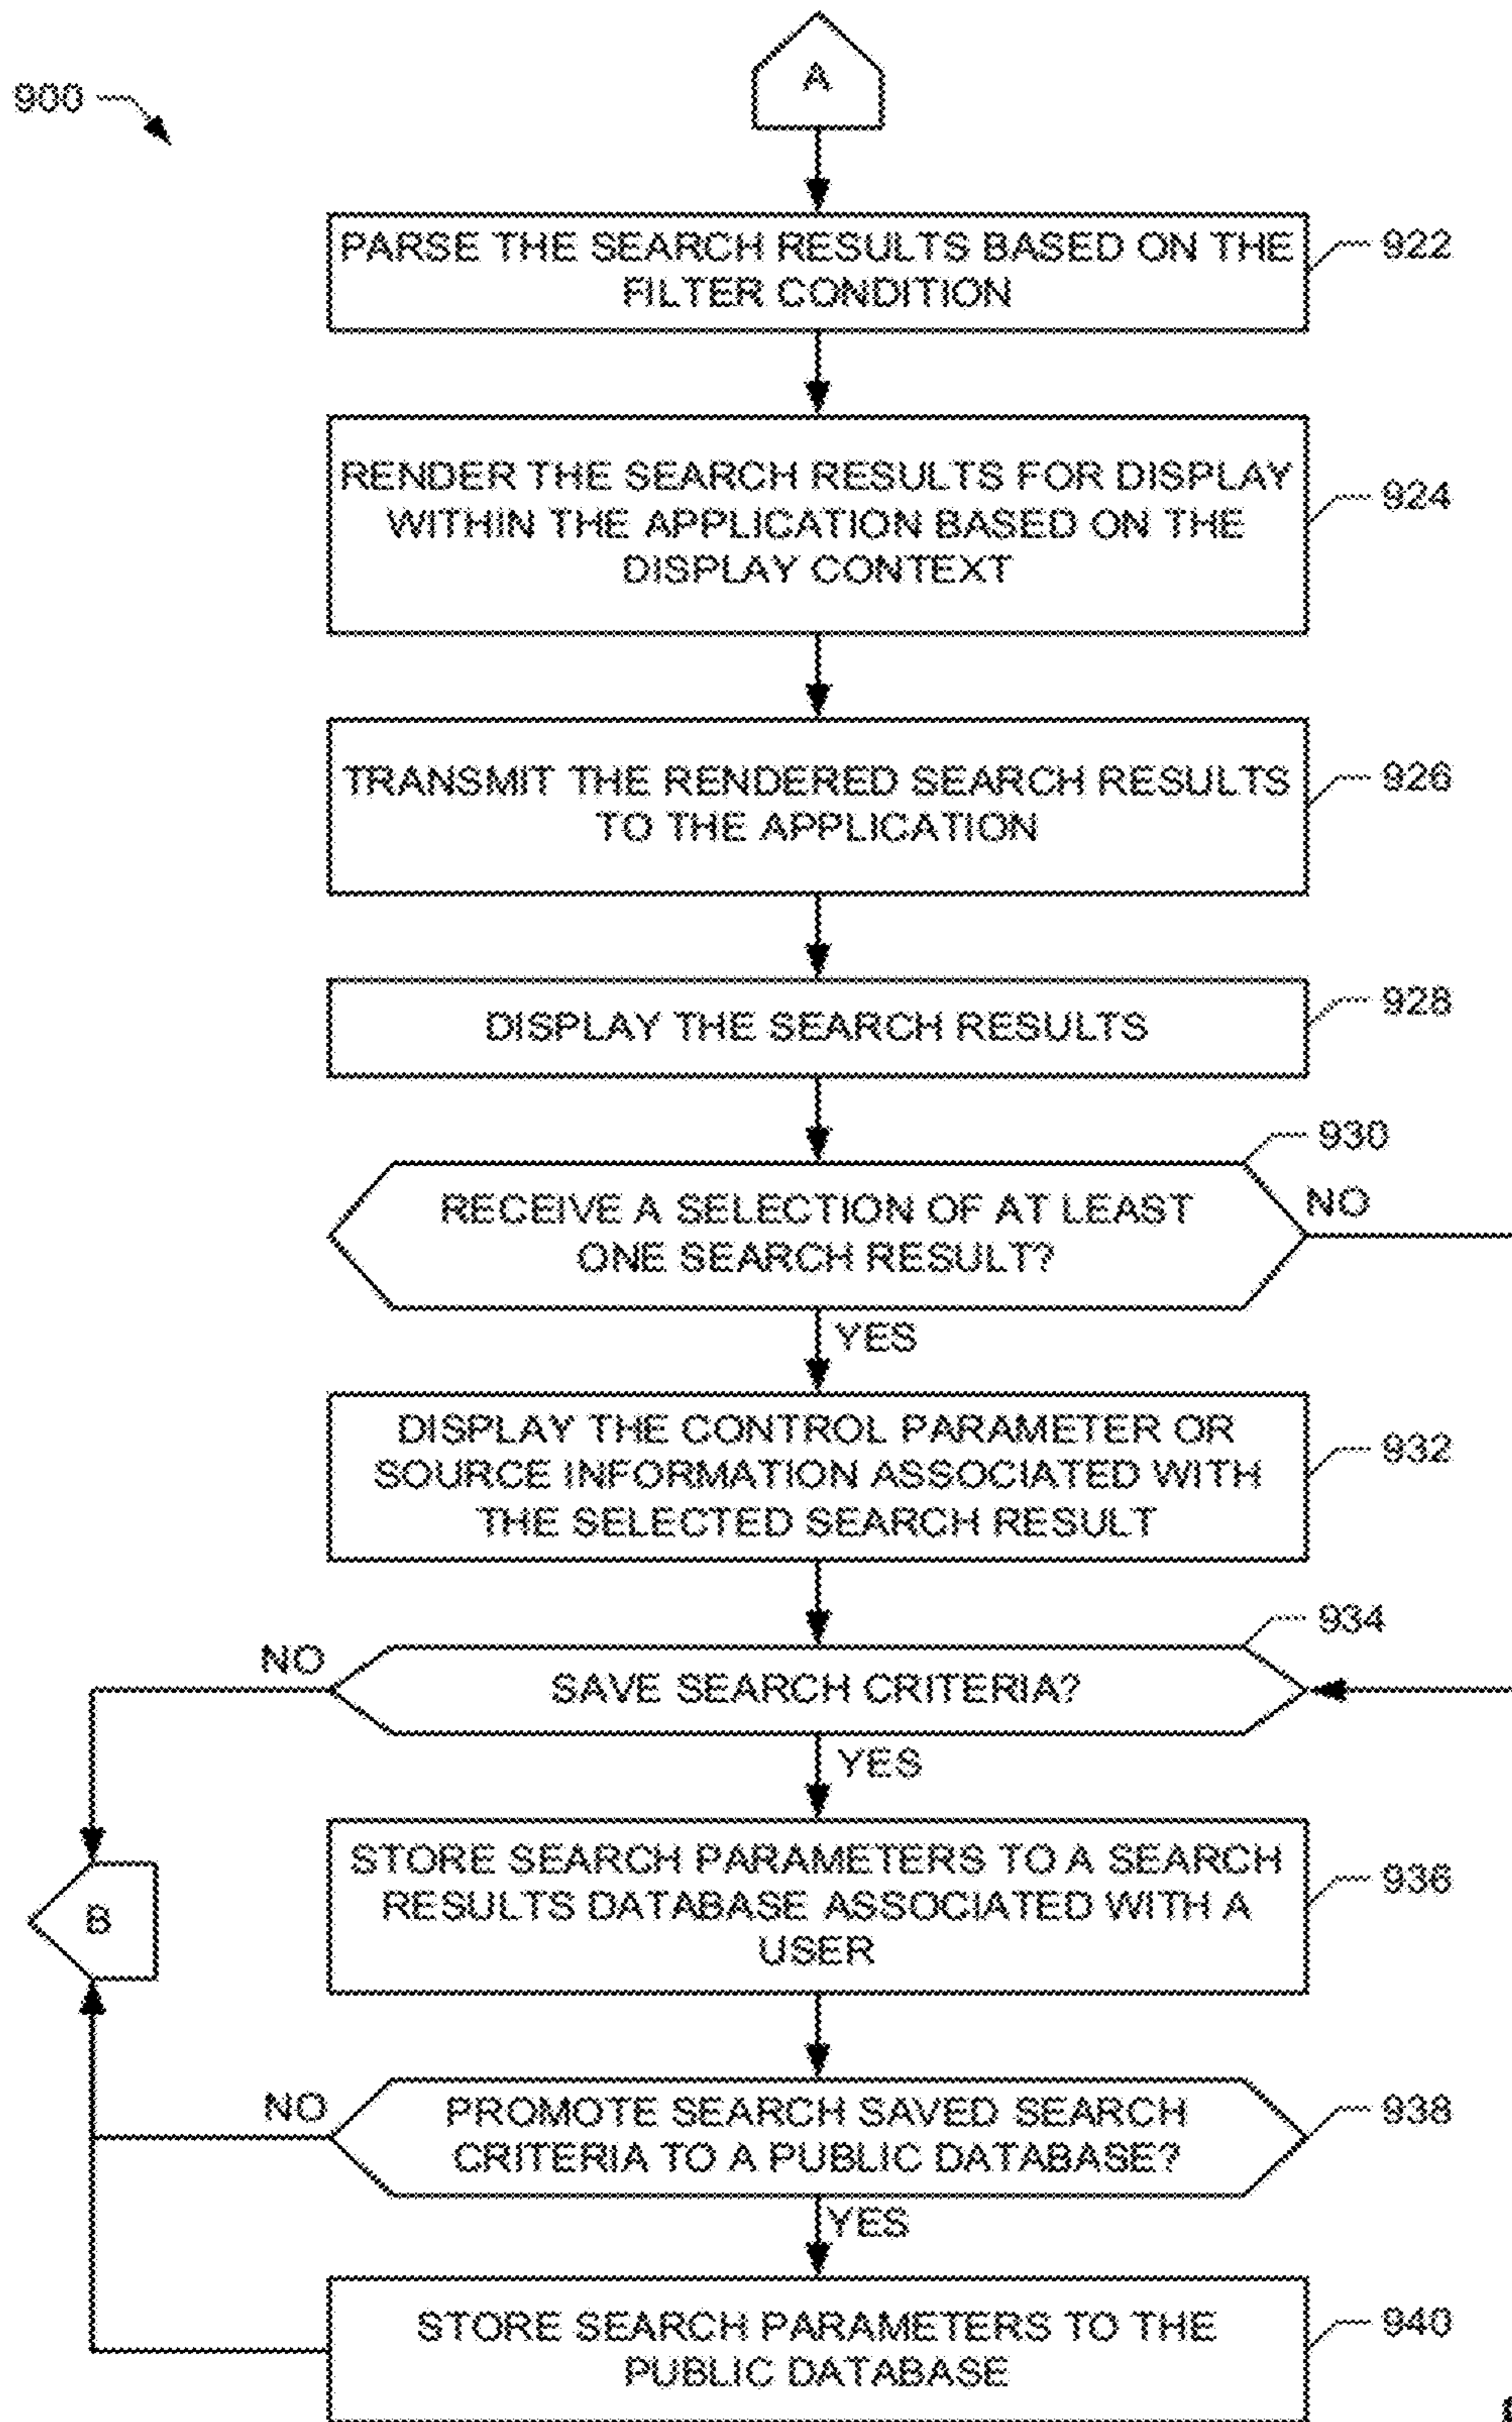 A
900
PARSE THE SEARCH RESULTS BASED ON THE
FILTER CONDITION
922
RENDER THE SEARCH RESULTS FOR DISPLAY
WITHIN THE APPLICATION BASED ON THE
DISPLAY CONTEXT
924
TRANSMIT THE RENDERED SEARCH RESULTS
TO THE APPLICATION
926
DISPLAY THE SEARCH RESULTS
928
930
RECEIVE A SELECTION OF AT LEAST
ONE SEARCH RESULT?
NO
YES
DISPLAY THE CONTROL PARAMETER OR
SOURCE INFORMATION ASSOCIATED WITH
THE SELECTED SEARCH RESULT
932
934
NO
SAVE SEARCH CRITERIA?
YES
STORE SEARCH PARAMETERS TO A SEARCH
RESULTS DATABASE ASSOCIATED WITH A
USER
936
B
NO
PROMOTE SEARCH SAVED SEARCH
CRITERIA TO A PUBLIC DATABASE?
938
YES
STORE SEARCH PARAMETERS TO THE
PUBLIC DATABASE
940